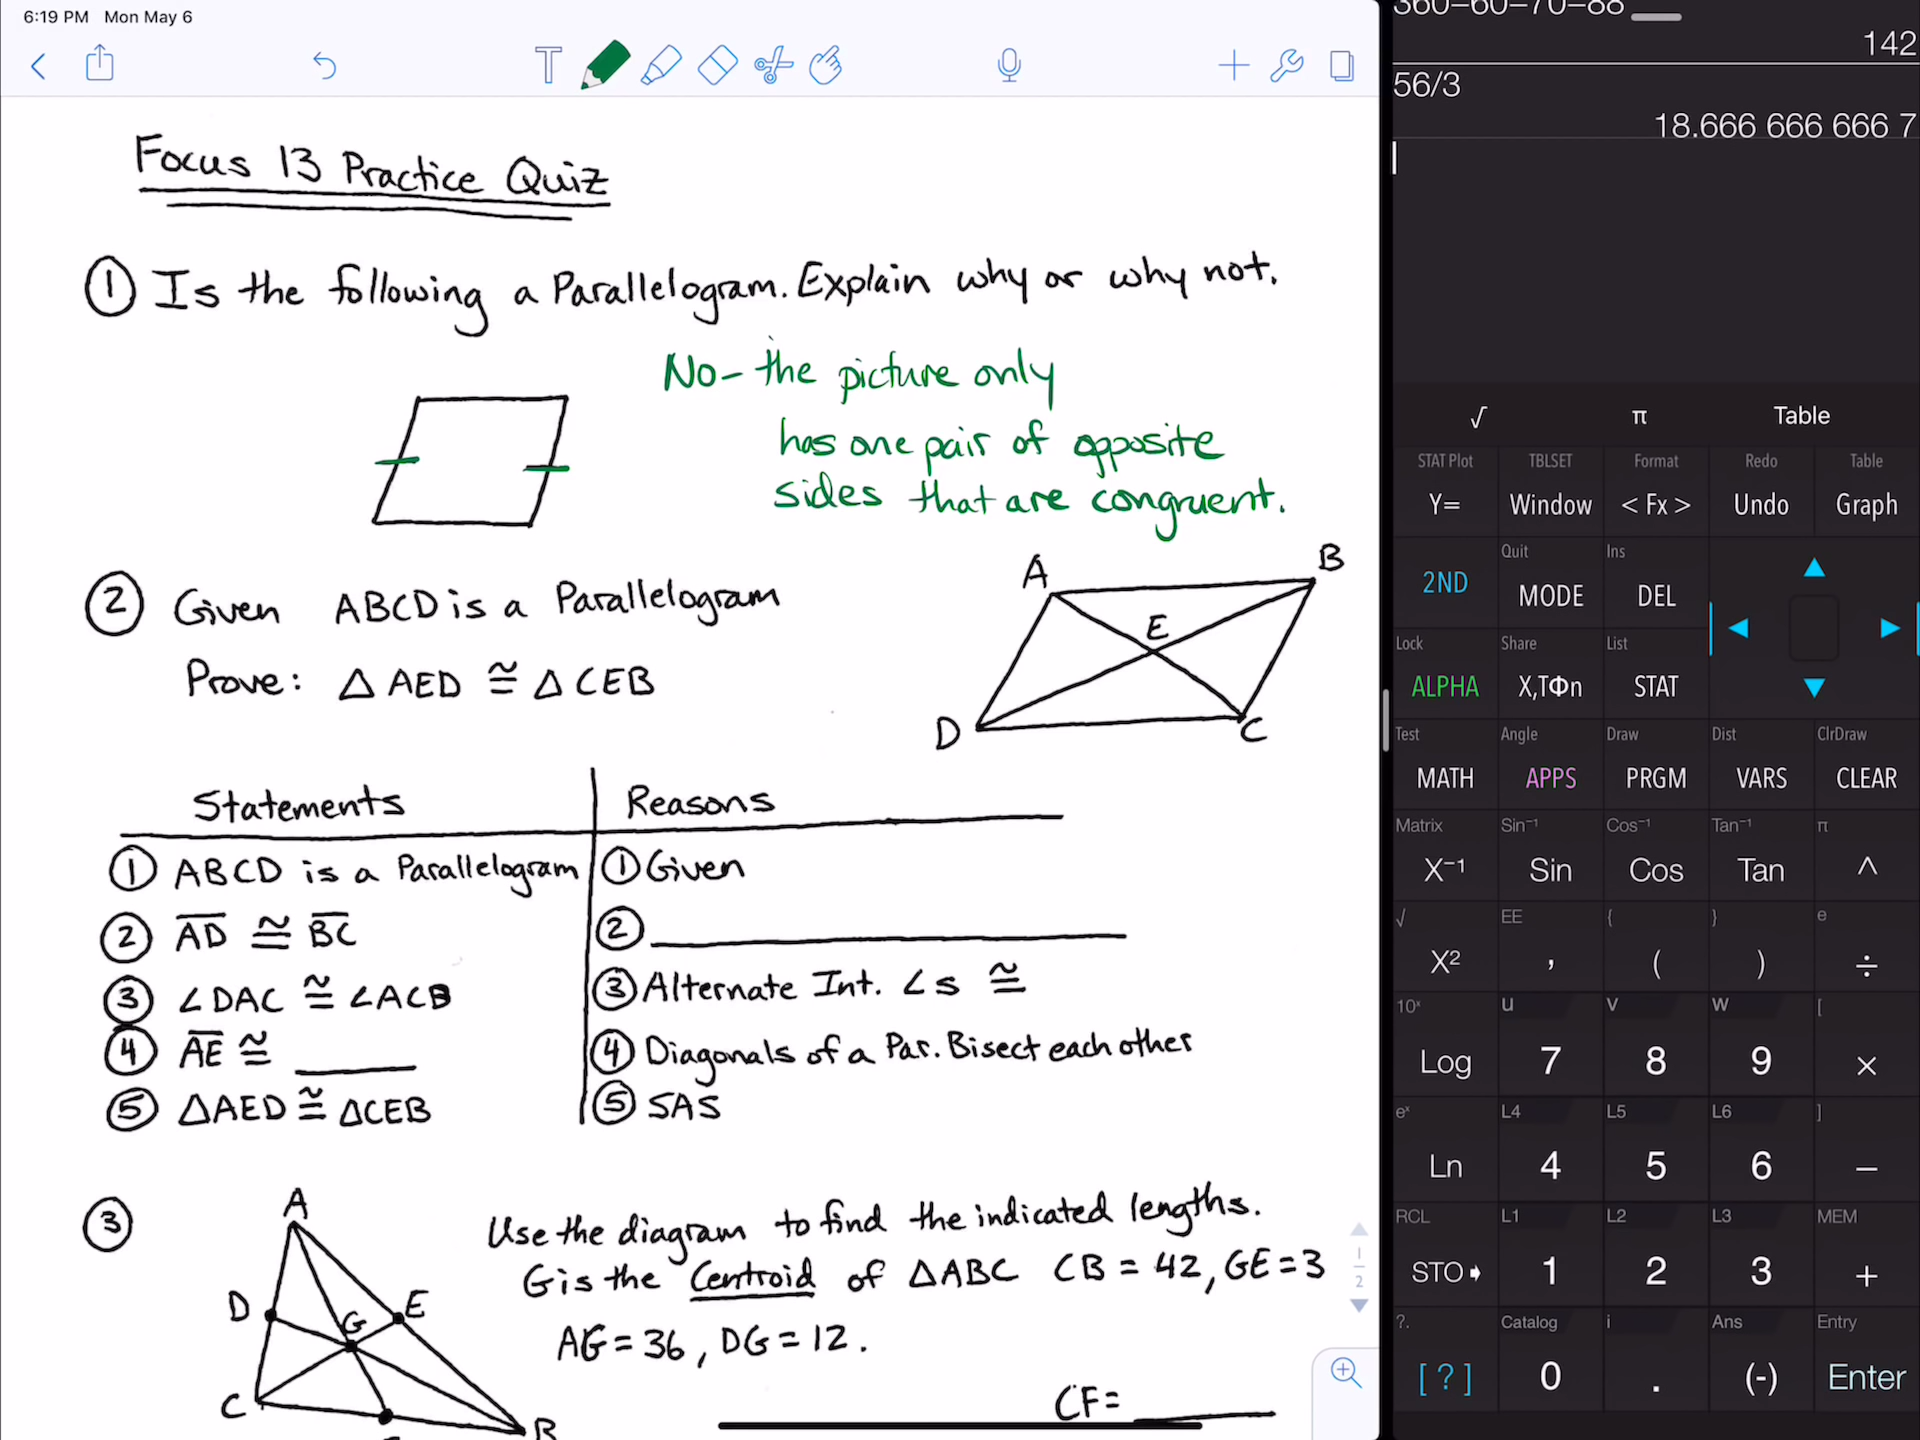 6:19 PM Mon May 6
Focus 13 Practice Quiz
① Is the following a Parallelogram. Explain why or why not.
No - the picture only
has one pair of opposite
sides that are congruent.
② Given ABCD is a Parallelogram
Prove: △AED ≅ △CEB
A
B
E
D
C
Statements Reasons
① ABCD is a Parallelogram ① Given
② A̅D̅ ≅ B̅C̅ ②
③ ∠DAC ≅ ∠ACB ③ Alternate Int. ∠s ≅
④ A̅E̅ ≅ ____ ④ Diagonals of a Par. Bisect each other
⑤ △AED ≅ △CEB ⑤ SAS
③ Use the diagram to find the indicated lengths.
G is the Centroid of △ABC CB = 42, GE = 3
AG = 36, DG = 12.
CF = ____
A
D
G
E
C
B
1
2
360–60–70–88
142
56/3
18.666 666 666 7
√ π Table
STAT Plot TBLSET Format Redo Table
Y= Window < Fx > Undo Graph
Quit Ins
2ND MODE DEL
Lock Share List
ALPHA X,TΦn STAT
Test Angle Draw Dist ClrDraw
MATH APPS PRGM VARS CLEAR
Matrix Sin⁻¹ Cos⁻¹ Tan⁻¹ π
X⁻¹ Sin Cos Tan ^
√ EE { } e
X² , ( ) ÷
10ˣ u v w [
Log 7 8 9 ×
eˣ L4 L5 L6 ]
Ln 4 5 6 –
RCL L1 L2 L3 MEM
STO➧ 1 2 3 +
?. Catalog i Ans Entry
[ ? ] 0 . (-) Enter